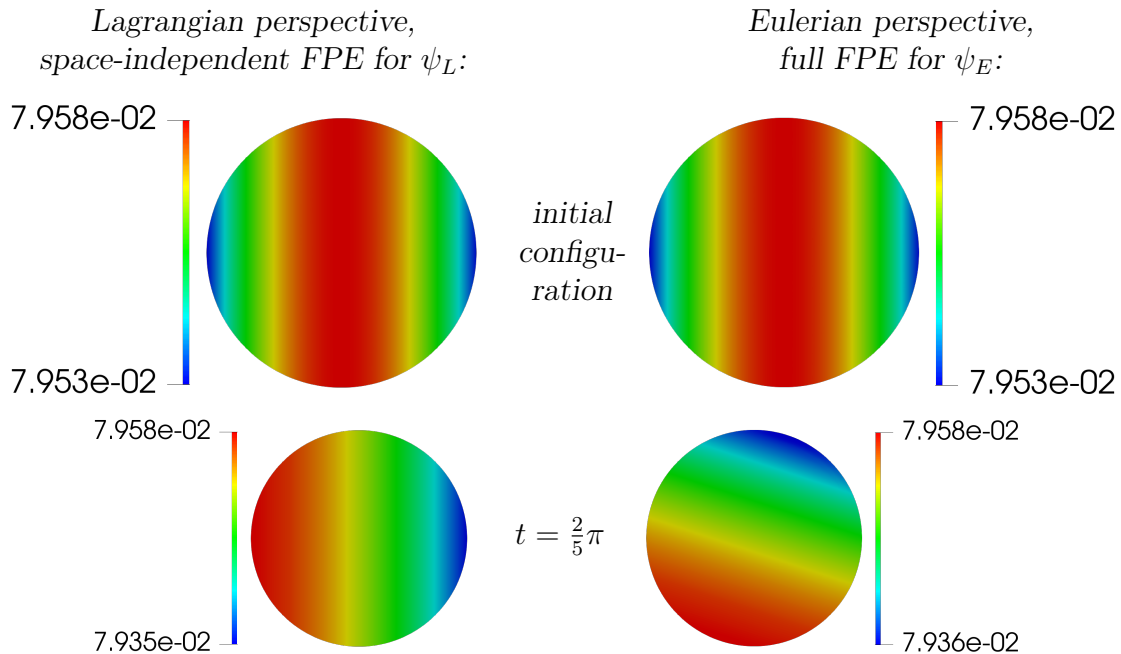 Lagrangian perspective,
space-independent FPE for ψ_L:
Eulerian perspective,
full FPE for ψ_E:
7.958e-02
7.953e-02
initial
configu-
ration
7.958e-02
7.953e-02
7.958e-02
7.935e-02
t = 2/5 π
7.958e-02
7.936e-02